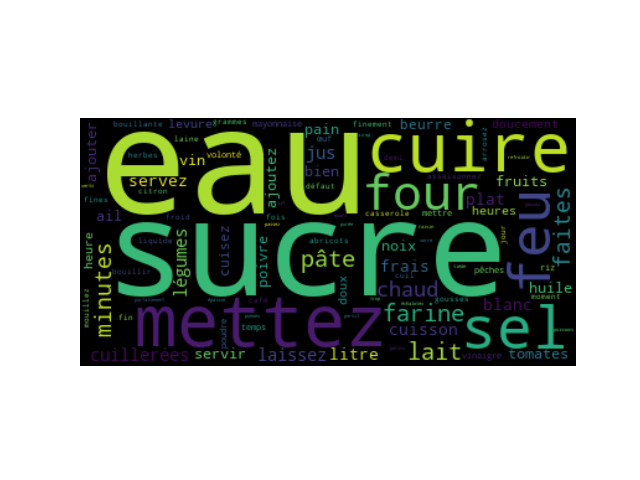 eau
sucre
cuire
mettez
sel
four
feu
pâte
farine
lait
minutes
chaud
jus
servez
vin
bien
pain
beurre
levure
mayonnaise
grammes
bouillante
finement
doucement
arrosez
ajouter
laine
herbes
volonté
citron
œuf
défaut
ajoutez
fruits
plat
heures
mettre
casserole
fines
ail
froid
fois
légumes
cuisez
poivre
abricots
noix
frais
jour
faites
heure
liquide
bouillir
doux
pêches
riz
huile
moment
gousses
blanc
mouillez
fin
poudre
temps
café
persil
cuisson
cuillerées
servir
laissez
litre
vinaigre
tomates
assaisonnez